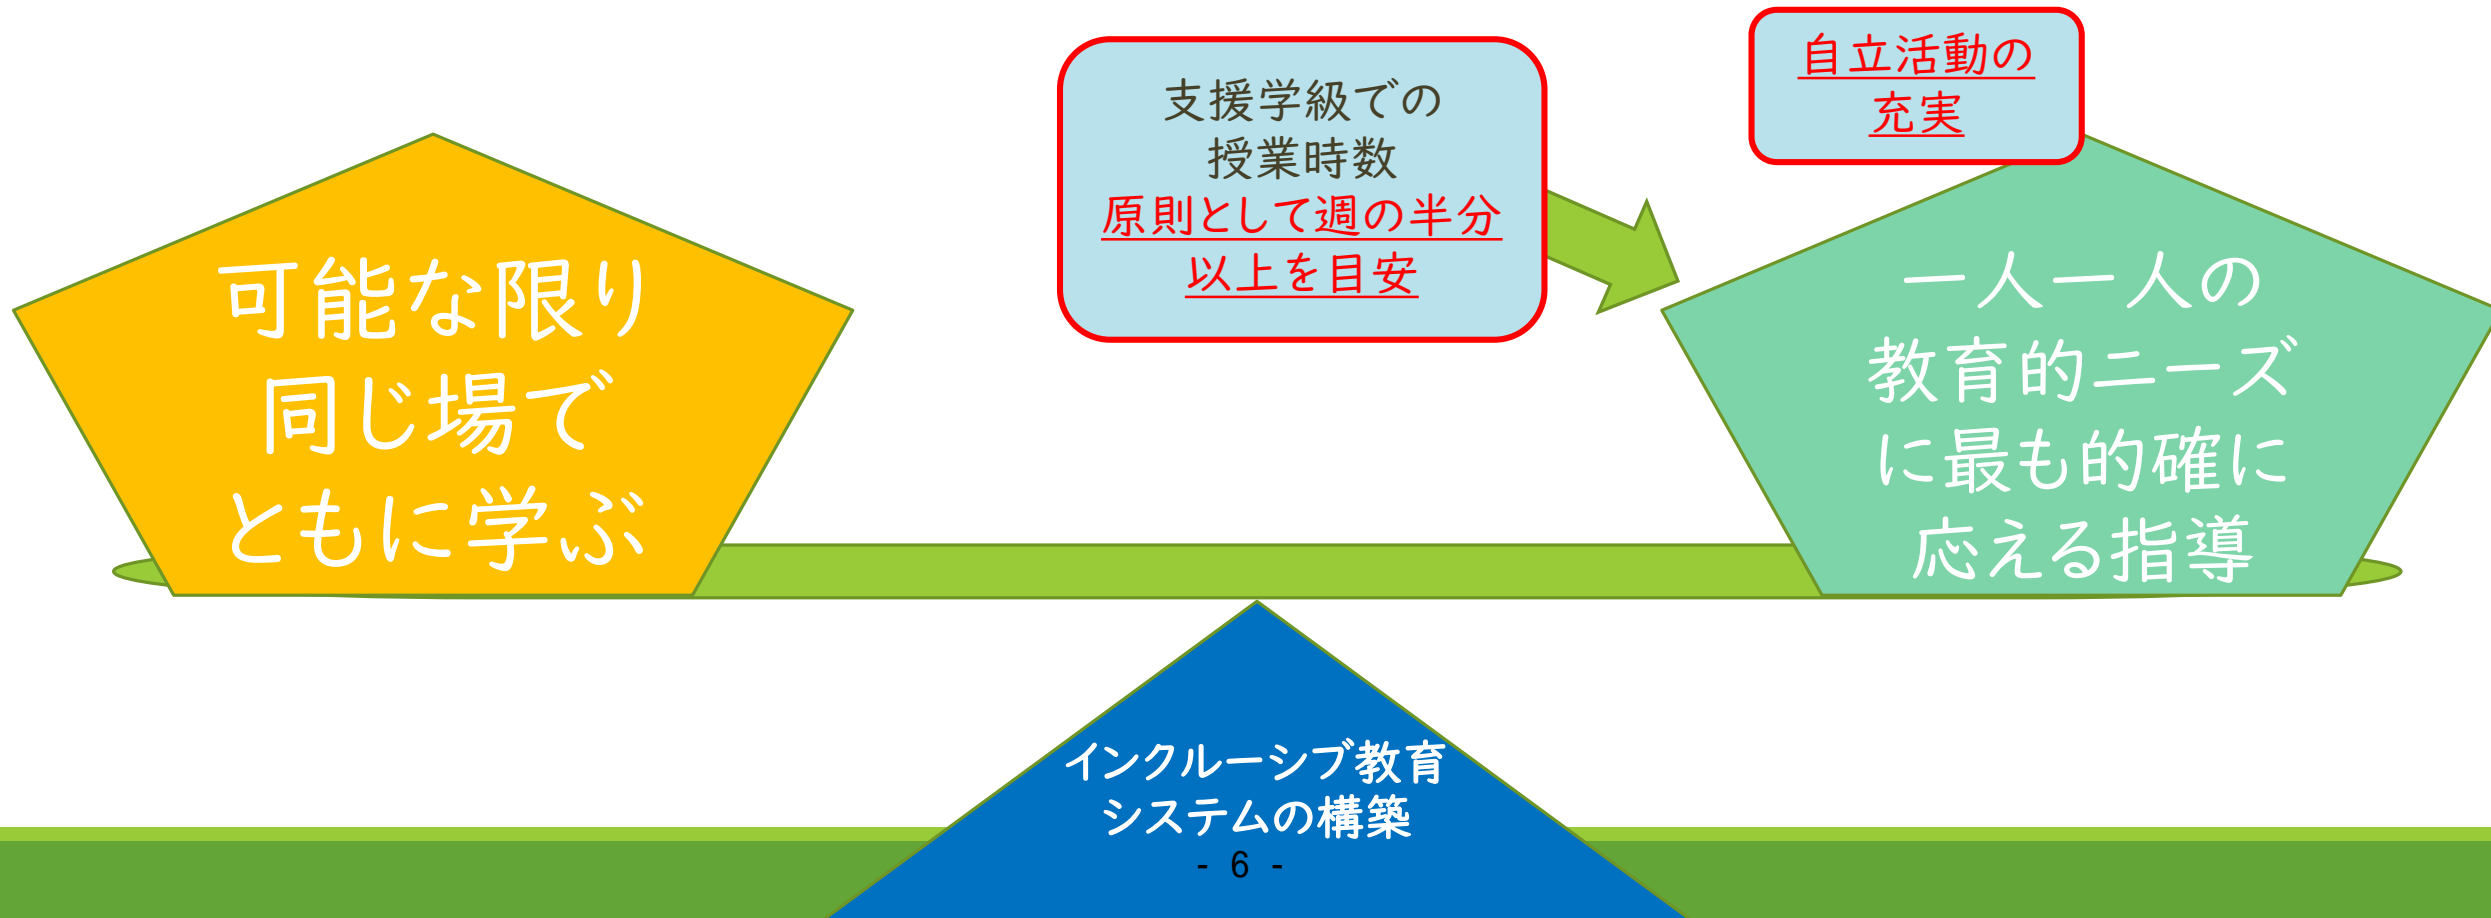 自立活動の
充実
支援学級での
授業時数
原則として週の半分
以上を目安
可能な限り
同じ場で
ともに学ぶ
一人一人の
教育的ニーズ
に最も的確に
応える指導
インクルーシブ教育
システムの構築
- 6 -